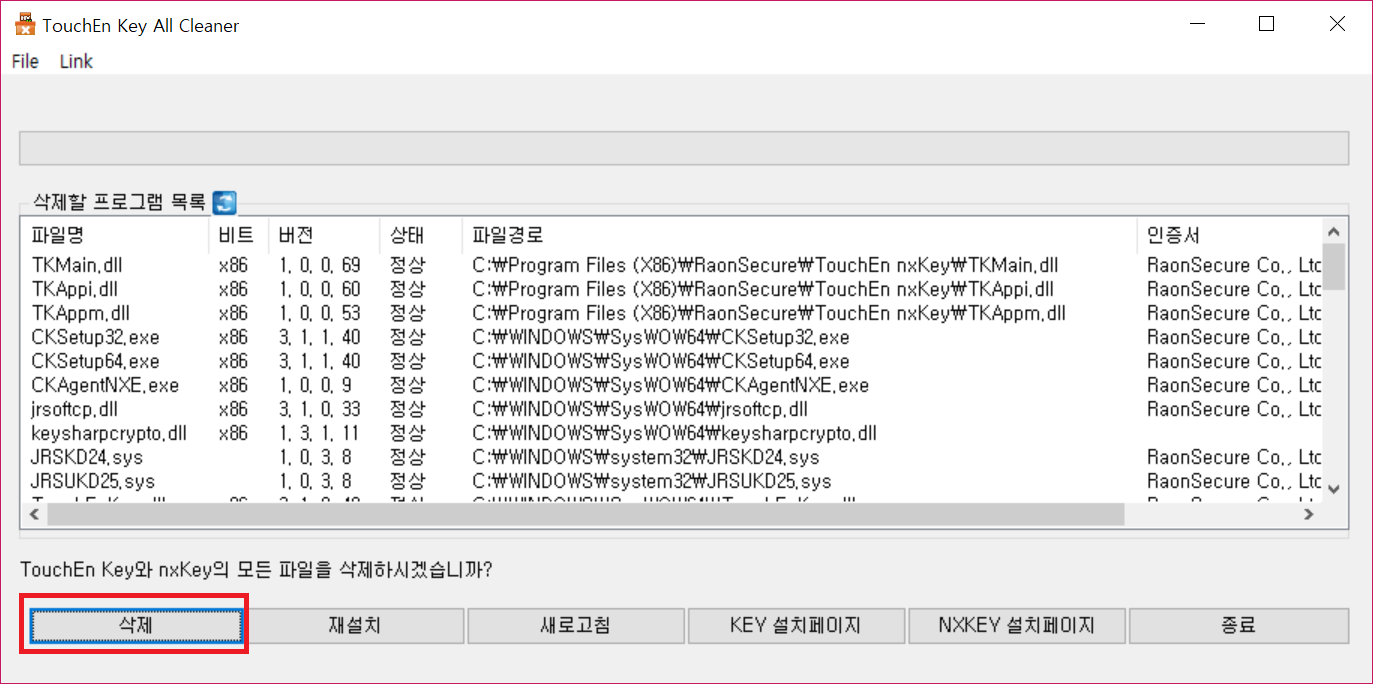 TouchEn Key All Cleaner
File Link
삭제할 프로그램 목록
파일명 비트 버전 상태 파일경로 인증서
TKMain.dll x86 1, 0, 0, 69 정상 C:₩Program Files (X86)₩RaonSecure₩TouchEn nxKey₩TKMain.dll RaonSecure Co., Ltd
TKAppi.dll x86 1, 0, 0, 60 정상 C:₩Program Files (X86)₩RaonSecure₩TouchEn nxKey₩TKAppi.dll RaonSecure Co., Ltd
TKAppm.dll x86 1, 0, 0, 53 정상 C:₩Program Files (X86)₩RaonSecure₩TouchEn nxKey₩TKAppm.dll RaonSecure Co., Ltd
CKSetup32.exe x86 3, 1, 1, 40 정상 C:₩WINDOWS₩SysWOW64₩CKSetup32.exe RaonSecure Co., Ltd
CKSetup64.exe x86 3, 1, 1, 40 정상 C:₩WINDOWS₩SysWOW64₩CKSetup64.exe RaonSecure Co., Ltd
CKAgentNXE.exe x86 1, 0, 0, 9 정상 C:₩WINDOWS₩SysWOW64₩CKAgentNXE.exe RaonSecure Co., Ltd
jrsoftcp.dll x86 3, 1, 0, 33 정상 C:₩WINDOWS₩SysWOW64₩jrsoftcp.dll RaonSecure Co., Ltd
keysharpcrypto.dll x86 1, 3, 1, 11 정상 C:₩WINDOWS₩SysWOW64₩keysharpcrypto.dll
JRSKD24.sys 1, 0, 3, 8 정상 C:₩WINDOWS₩system32₩JRSKD24.sys RaonSecure Co., Ltd
JRSUKD25.sys 1, 0, 3, 8 정상 C:₩WINDOWS₩system32₩JRSUKD25.sys RaonSecure Co., Ltd
TouchEn Key와 nxKey의 모든 파일을 삭제하시겠습니까?
삭제 재설치 새로고침 KEY 설치페이지 NXKEY 설치페이지 종료